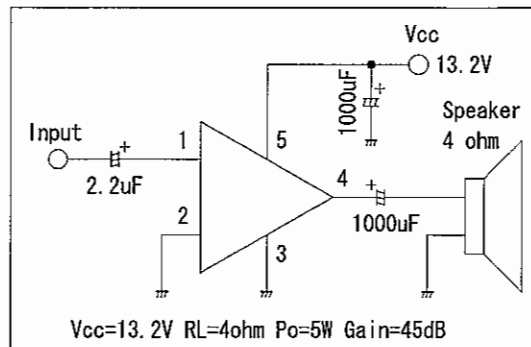 Vcc
13.2V
1000uF
+
Speaker
4 ohm
Input
+
2.2uF
1
5
4
+
1000uF
2
3
Vcc=13.2V RL=4ohm Po=5W Gain=45dB